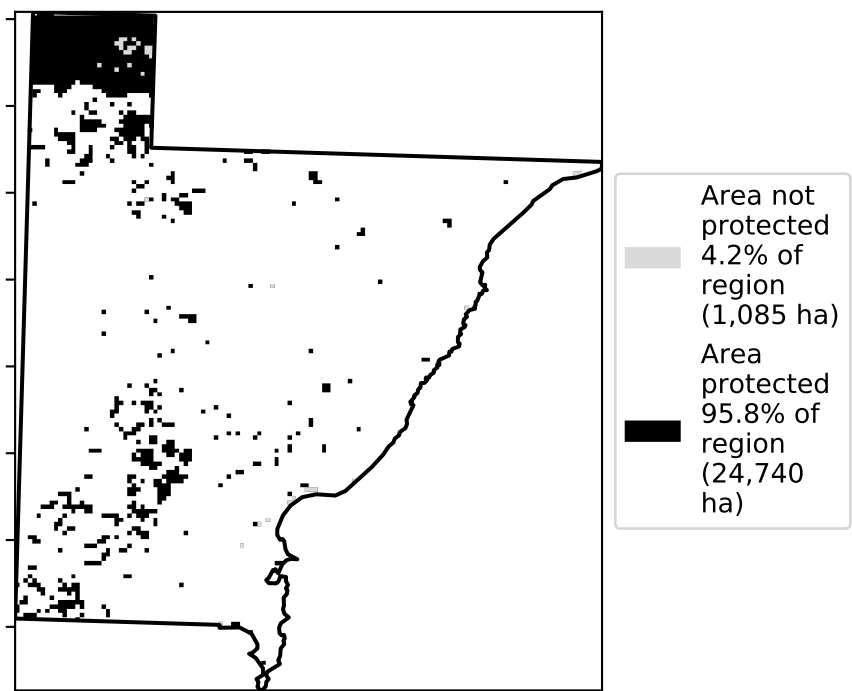 Area not
protected
4.2% of
region
(1,085 ha)
Area
protected
95.8% of
region
(24,740
ha)